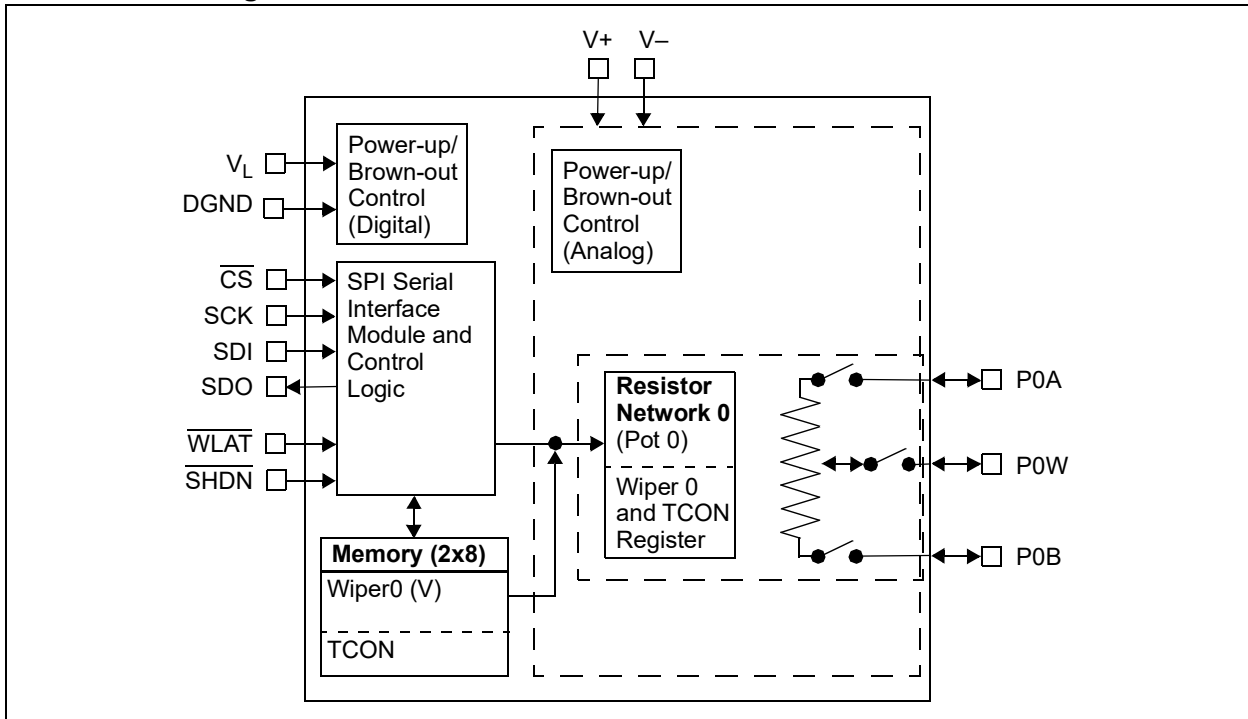 V+ V–
Power-up/
Brown-out
Control
(Digital)
VL
DGND
Power-up/
Brown-out
Control
(Analog)
CS
SCK
SDI
SDO
WLAT
SHDN
SPI Serial
Interface
Module and
Control
Logic
Resistor
Network 0
(Pot 0)
Wiper 0
and TCON
Register
P0A
P0W
P0B
Memory (2x8)
Wiper0 (V)
TCON